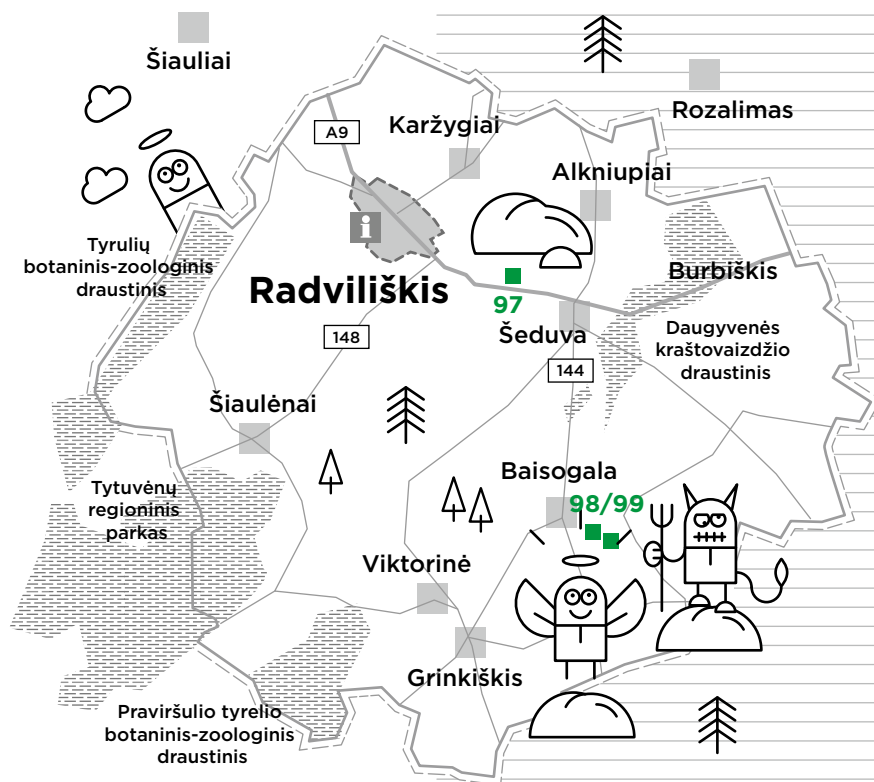 Šiauliai
Rozalimas
A9
Karžygiai
Alkniupiai
i
Tyrulių
botaninis-zoologinis
draustinis
Burbiškis
Radviliškis
97
Šeduva
148
Daugyvenės
kraštovaizdžio
draustinis
144
Šiaulėnai
Baisogala
98/99
Tytuvėnų
regioninis
parkas
Viktorinė
Grinkiškis
Praviršulio tyrelio
botaninis-zoologinis
draustinis